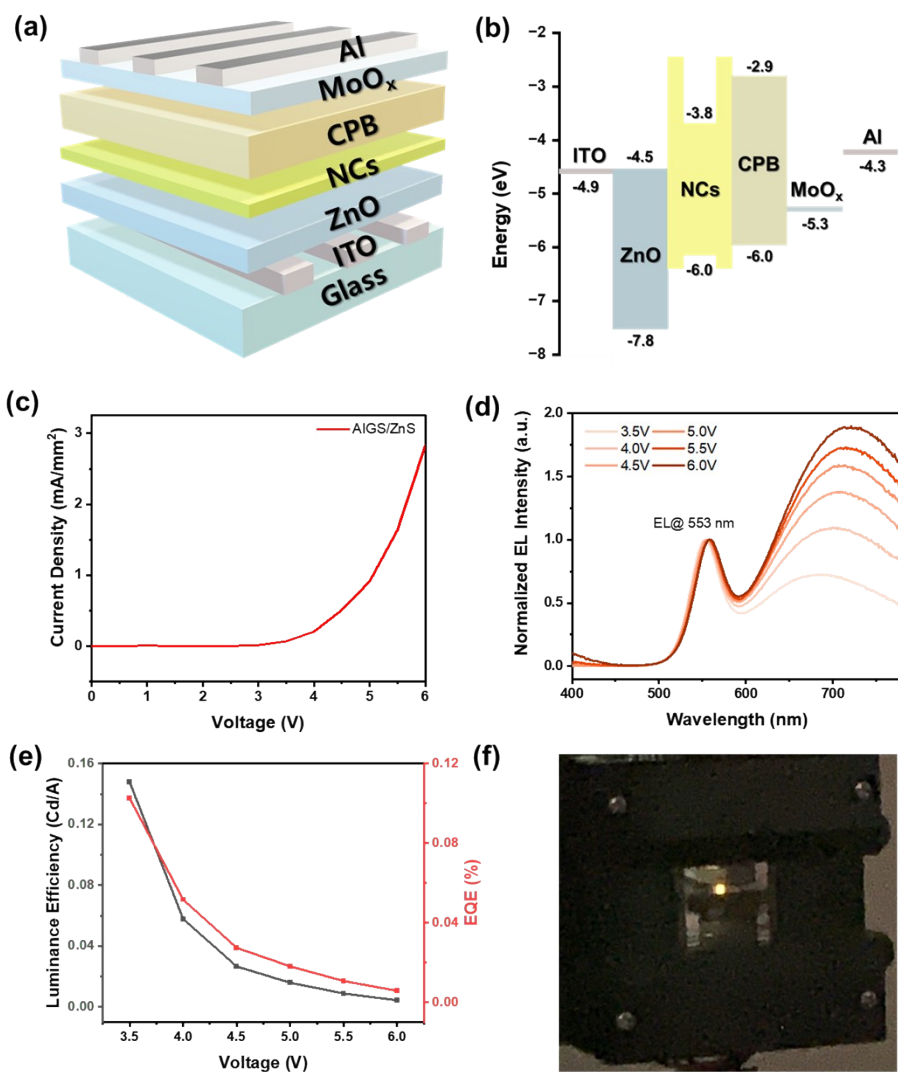 (a)
Al
MoOₓ
CPB
NCs
ZnO
ITO
Glass
(b)
Energy (eV)
−2
−3
−4
−5
−6
−7
−8
ITO
-4.9
-4.5
ZnO
-7.8
-3.8
NCs
-6.0
-2.9
CPB
-6.0
MoOₓ
-5.3
Al
-4.3
(c)
Current Density (mA/mm²)
3
2
1
0
AIGS/ZnS
0 1 2 3 4 5 6
Voltage (V)
(d)
Normalized EL Intensity (a.u.)
2.0
1.5
1.0
0.5
0.0
3.5V 5.0V
4.0V 5.5V
4.5V 6.0V
EL@ 553 nm
400 500 600 700
Wavelength (nm)
(e)
Luminance Efficiency (Cd/A)
0.16
0.12
0.08
0.04
0.00
0.12
0.08
0.04
0.00
EQE (%)
3.5 4.0 4.5 5.0 5.5 6.0
Voltage (V)
(f)